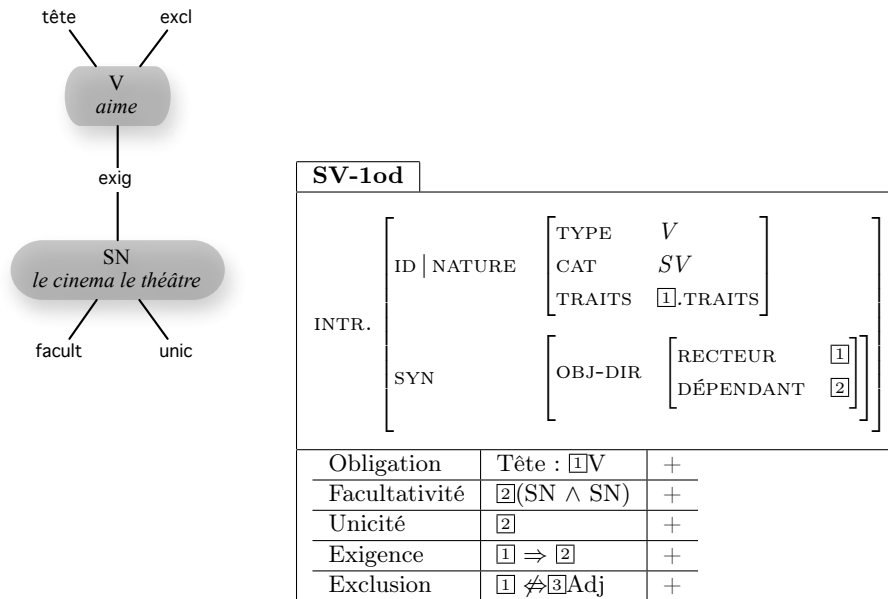 tête excl
V
aime
exig
SN
le cinema le théâtre
facult unic
SV-1od
INTR.
ID | NATURE
TYPE V
CAT SV
TRAITS 1.TRAITS
SYN
OBJ-DIR
RECTEUR 1
DÉPENDANT 2
Obligation Tête : 1V +
Facultativité 2(SN ∧ SN) +
Unicité 2 +
Exigence 1 ⇒ 2 +
Exclusion 1 ⇎ 3Adj +